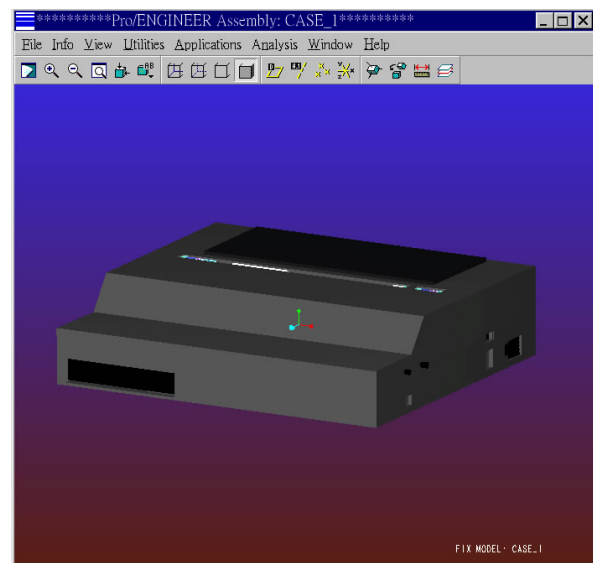 **********Pro/ENGINEER Assembly: CASE_1**********
File Info View Utilities Applications Analysis Window Help
FIX MODEL: CASE_1